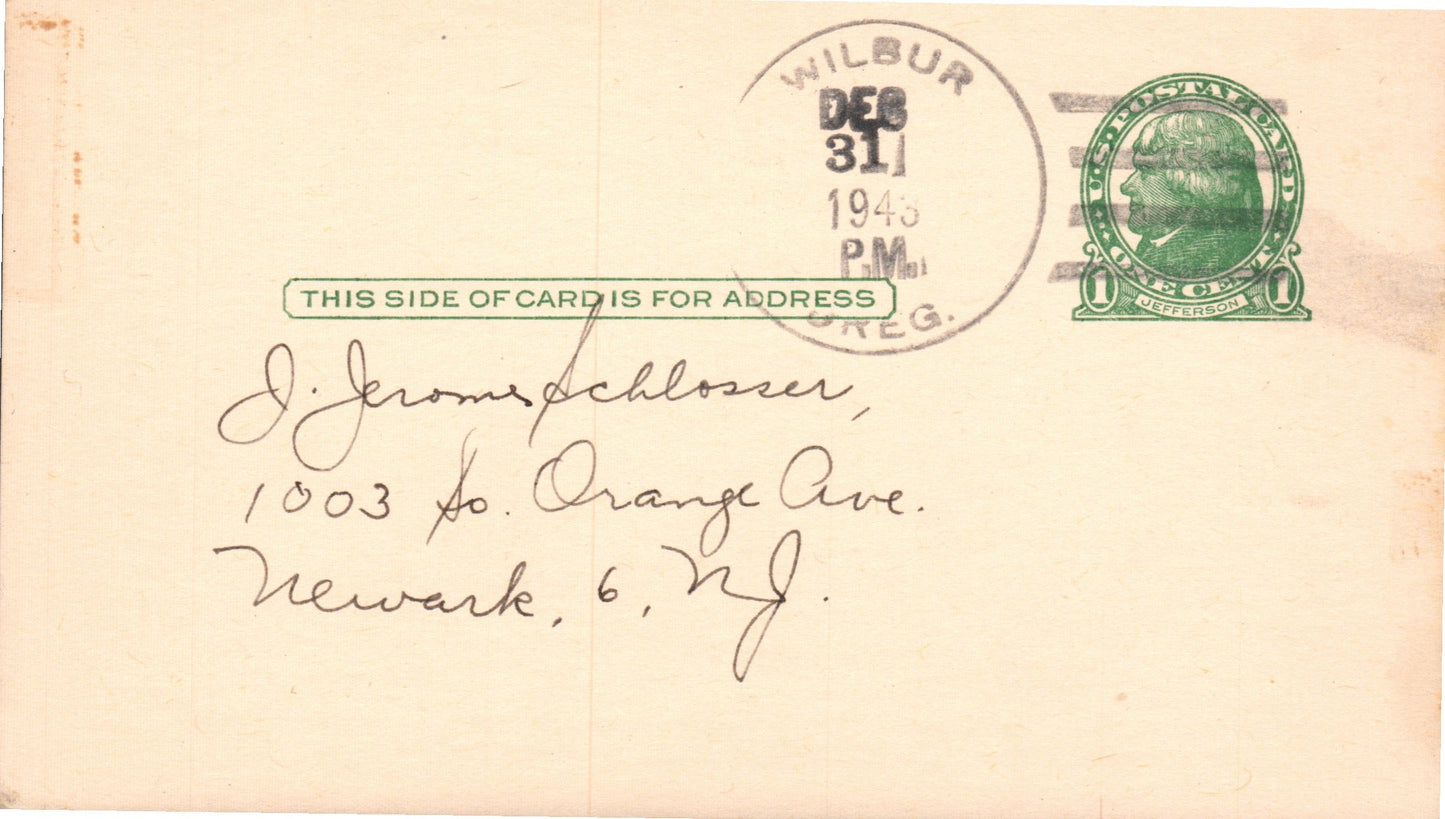 WILBUR
DEC
31
1943
P.M.
OREG.
U.S. POSTAL CARD
ONE CENT
1 JEFFERSON 1
THIS SIDE OF CARD IS FOR ADDRESS
J. Jerome Schlosser,
1003 So. Orange Ave.
Newark, 6, NJ.